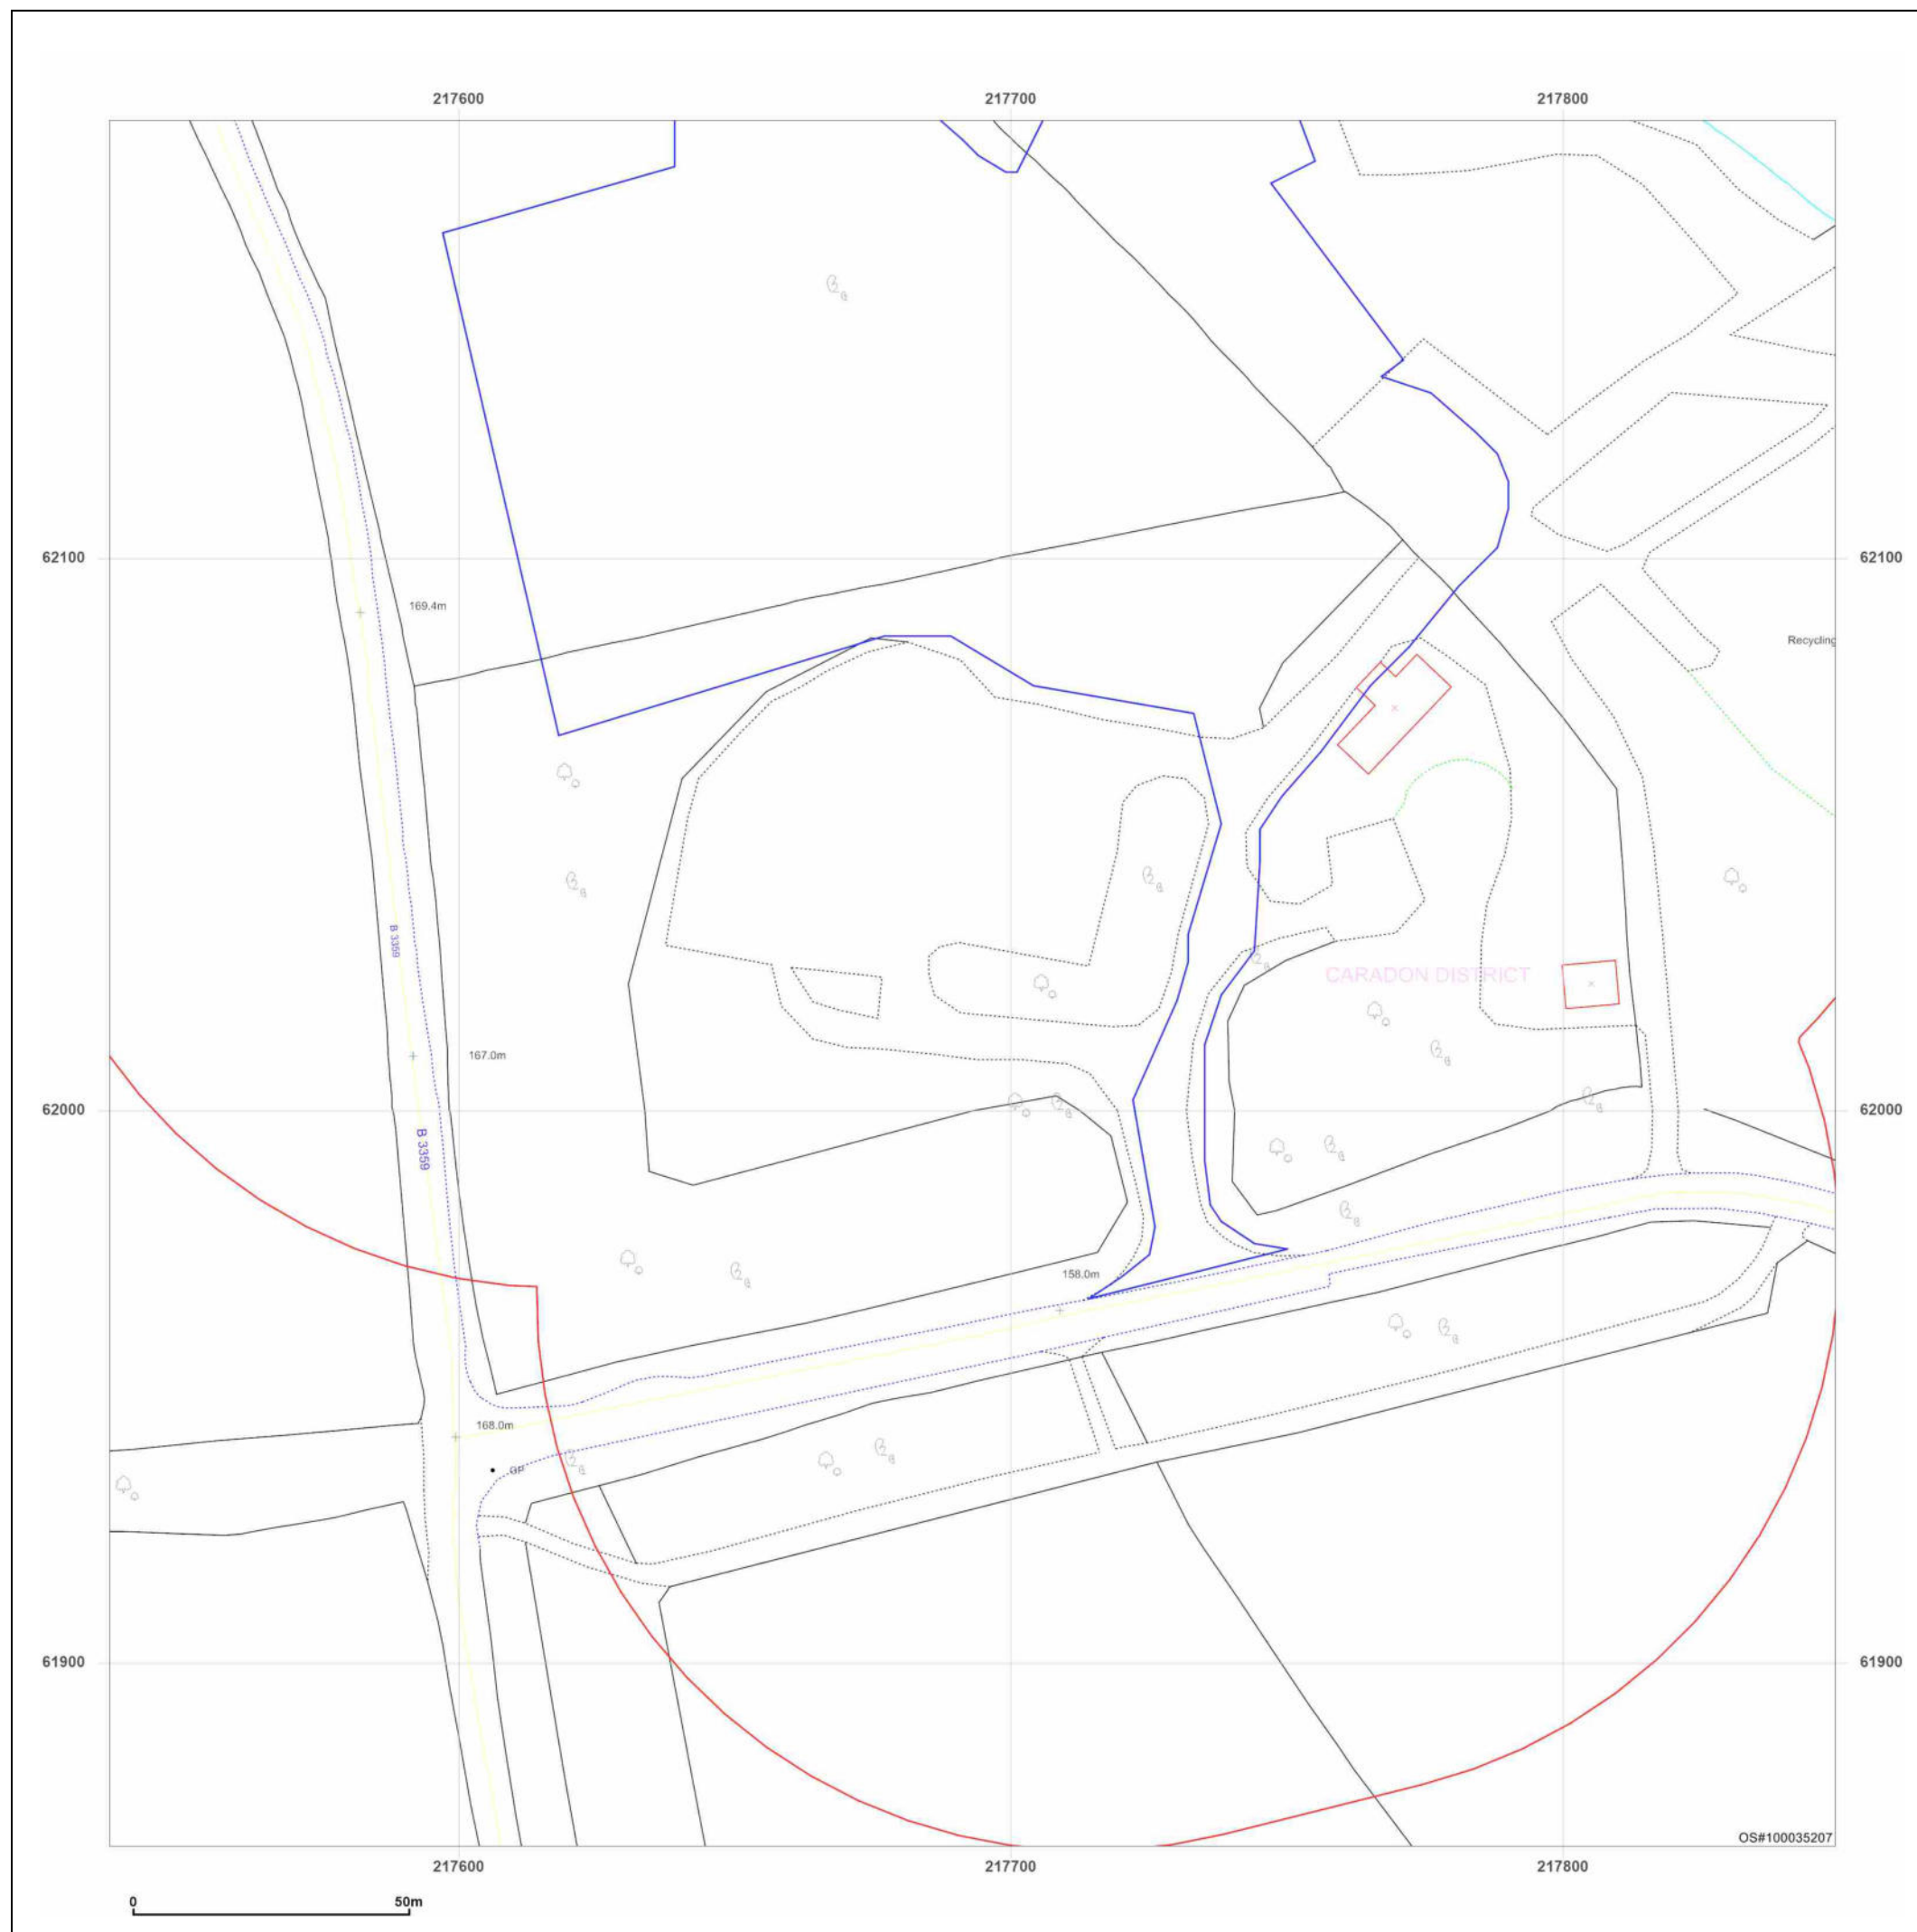 217600 217700 217800
62100 62100
169.4m
Recycling
B 3359
CARADON DISTRICT
167.0m
62000 62000
B 3359
158.0m
168.0m
GP
61900 61900
OS#100035207
217600 217700 217800
0 50m